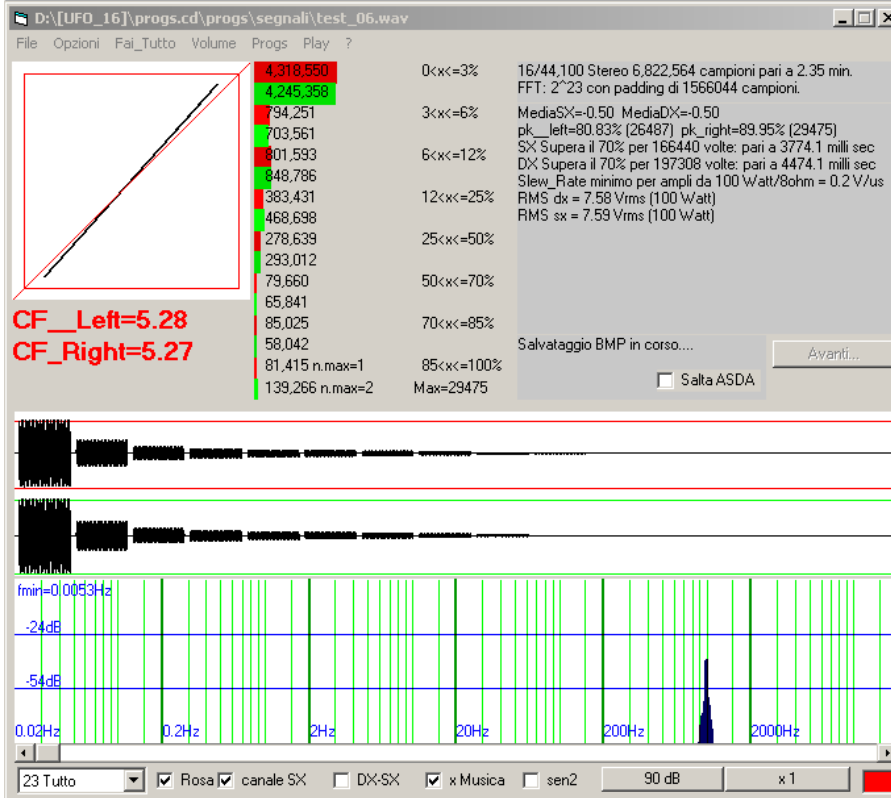 D:\[UFO_16]\progs.cd\progs\segnali\test_06.wav
File Opzioni Fai_Tutto Volume Progs Play ?
4,318,550 0<x<=3%
4,245,358
794,251 3<x<=6%
703,561
801,593 6<x<=12%
848,786
383,431 12<x<=25%
468,698
278,639 25<x<=50%
293,012
79,660 50<x<=70%
65,841
85,025 70<x<=85%
58,042
81,415 n.max=1 85<x<=100%
139,266 n.max=2 Max=29475
CF__Left=5.28
CF_Right=5.27
16/44,100 Stereo 6,822,564 campioni pari a 2.35 min.
FFT: 2^23 con padding di 1566044 campioni.
MediaSX=-0.50 MediaDX=-0.50
pk__left=80.83% (26487) pk_right=89.95% (29475)
SX Supera il 70% per 166440 volte: pari a 3774.1 milli sec
DX Supera il 70% per 197308 volte: pari a 4474.1 milli sec
Slew_Rate minimo per ampli da 100 Watt/8ohm = 0.2 V/us
RMS dx = 7.58 Vrms (100 Watt)
RMS sx = 7.59 Vrms (100 Watt)
Salvataggio BMP in corso....
Avanti...
Salta ASDA
fmin=0.0053Hz
-24dB
-54dB
0.02Hz 0.2Hz 2Hz 20Hz 200Hz 2000Hz
23 Tutto Rosa canale SX DX-SX x Musica sen2 90 dB x 1